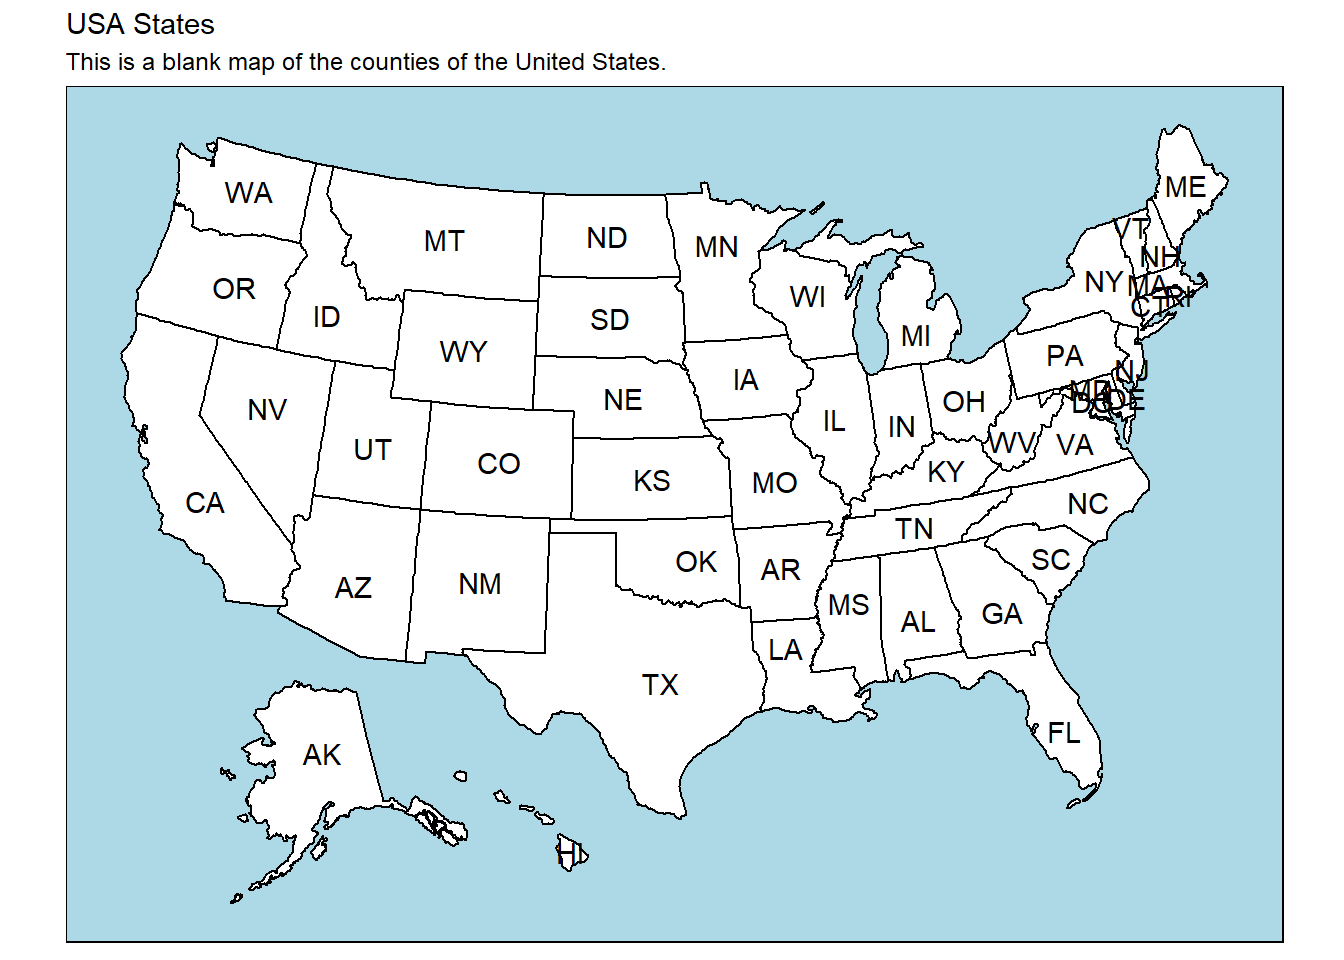 USA States
This is a blank map of the counties of the United States.
ME
WA
VT
MT
ND
MN
NH
OR
NY
MA
WI
RI
CT
ID
SD
MI
WY
PA
NJ
IA
MD
NE
DE
OH
DC
NV
IL
IN
WV
VA
UT
CO
KY
KS
MO
CA
NC
TN
SC
OK
AR
AZ
NM
MS
GA
AL
LA
TX
FL
AK
HI